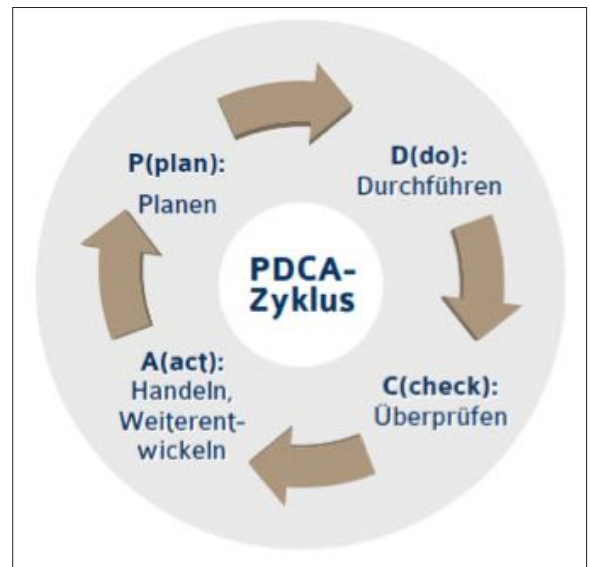 P(plan):
Planen
D(do):
Durchführen
PDCA-
Zyklus
A(act):
Handeln,
Weiterent-
wickeln
C(check):
Überprüfen